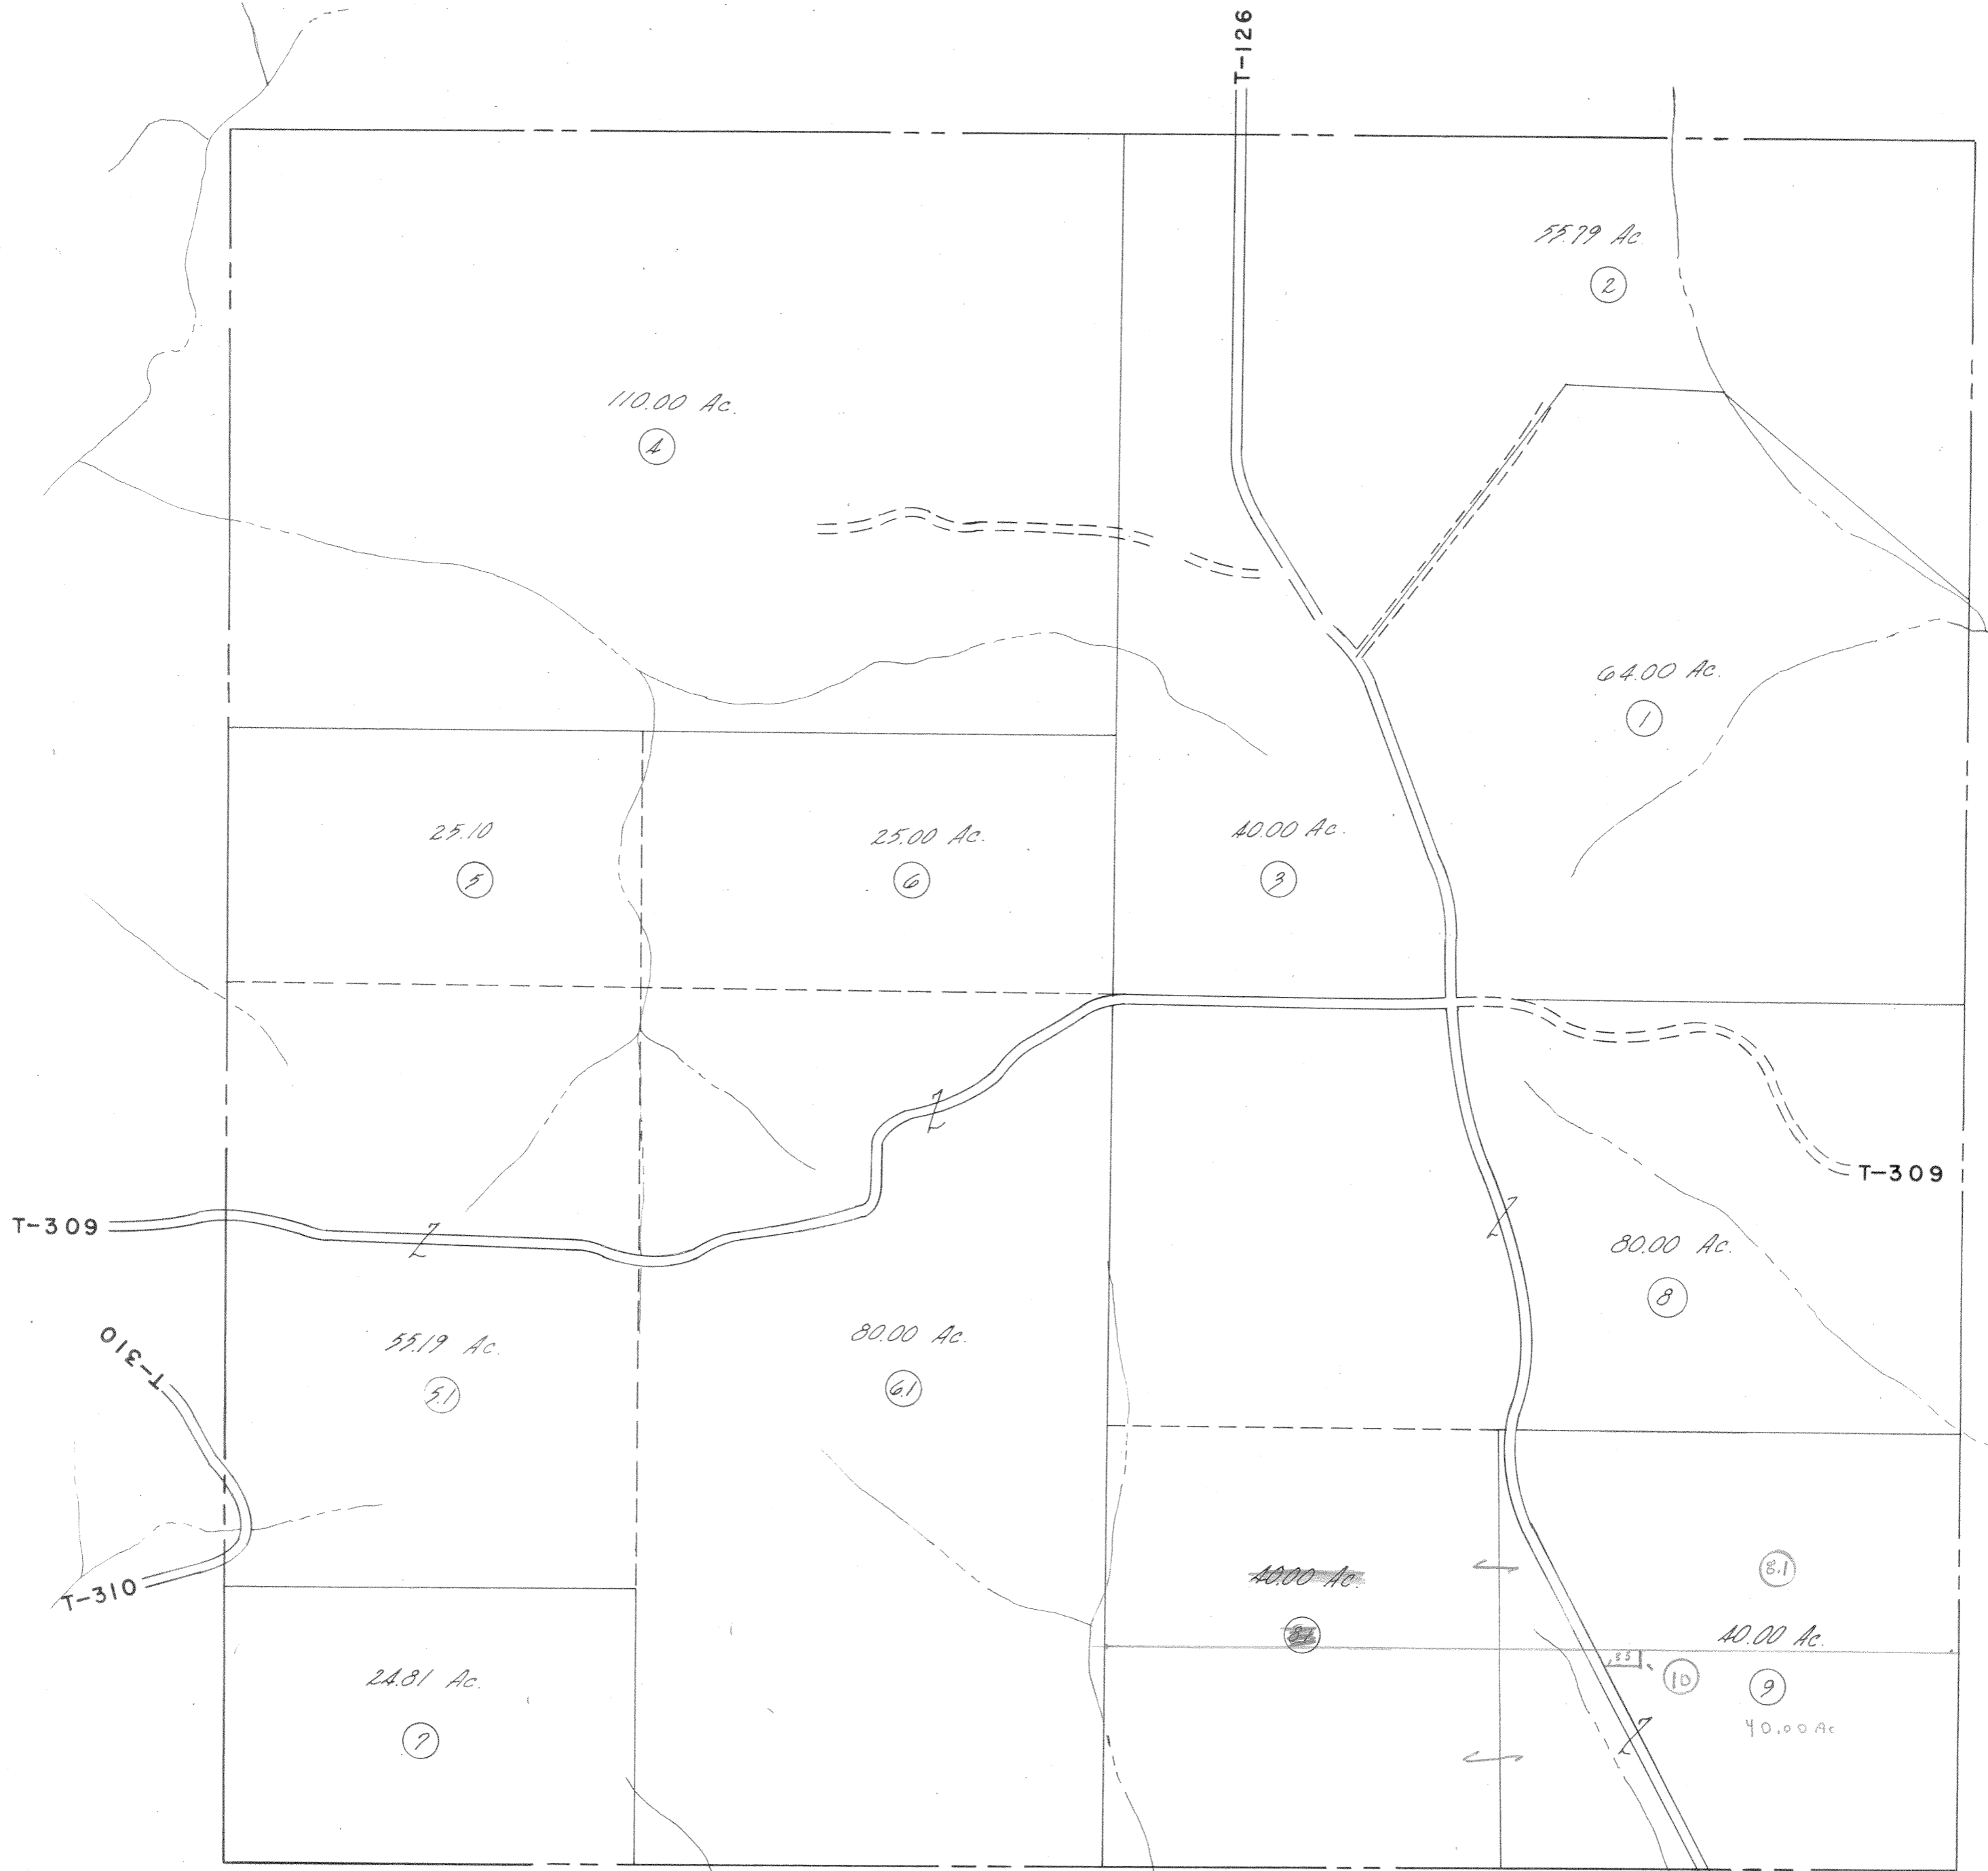 T-126
55.79 Ac.
2
110.00 Ac.
4
64.00 Ac.
1
25.10
5
25.00 Ac.
6
40.00 Ac.
3
T-309
T-309
80.00 Ac.
8
T-310
55.19 Ac.
5.1
80.00 Ac.
6.1
T-310
40.00 Ac.
8.1
40.00 Ac.
.35
10
9
40.00 Ac
24.81 Ac.
7